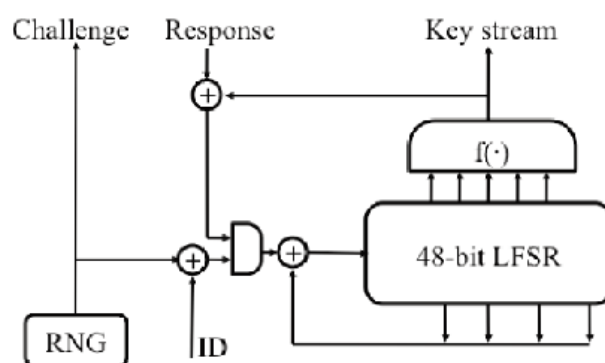 Challenge Response Key stream
+
f(·)
+ +
48-bit LFSR
RNG ID